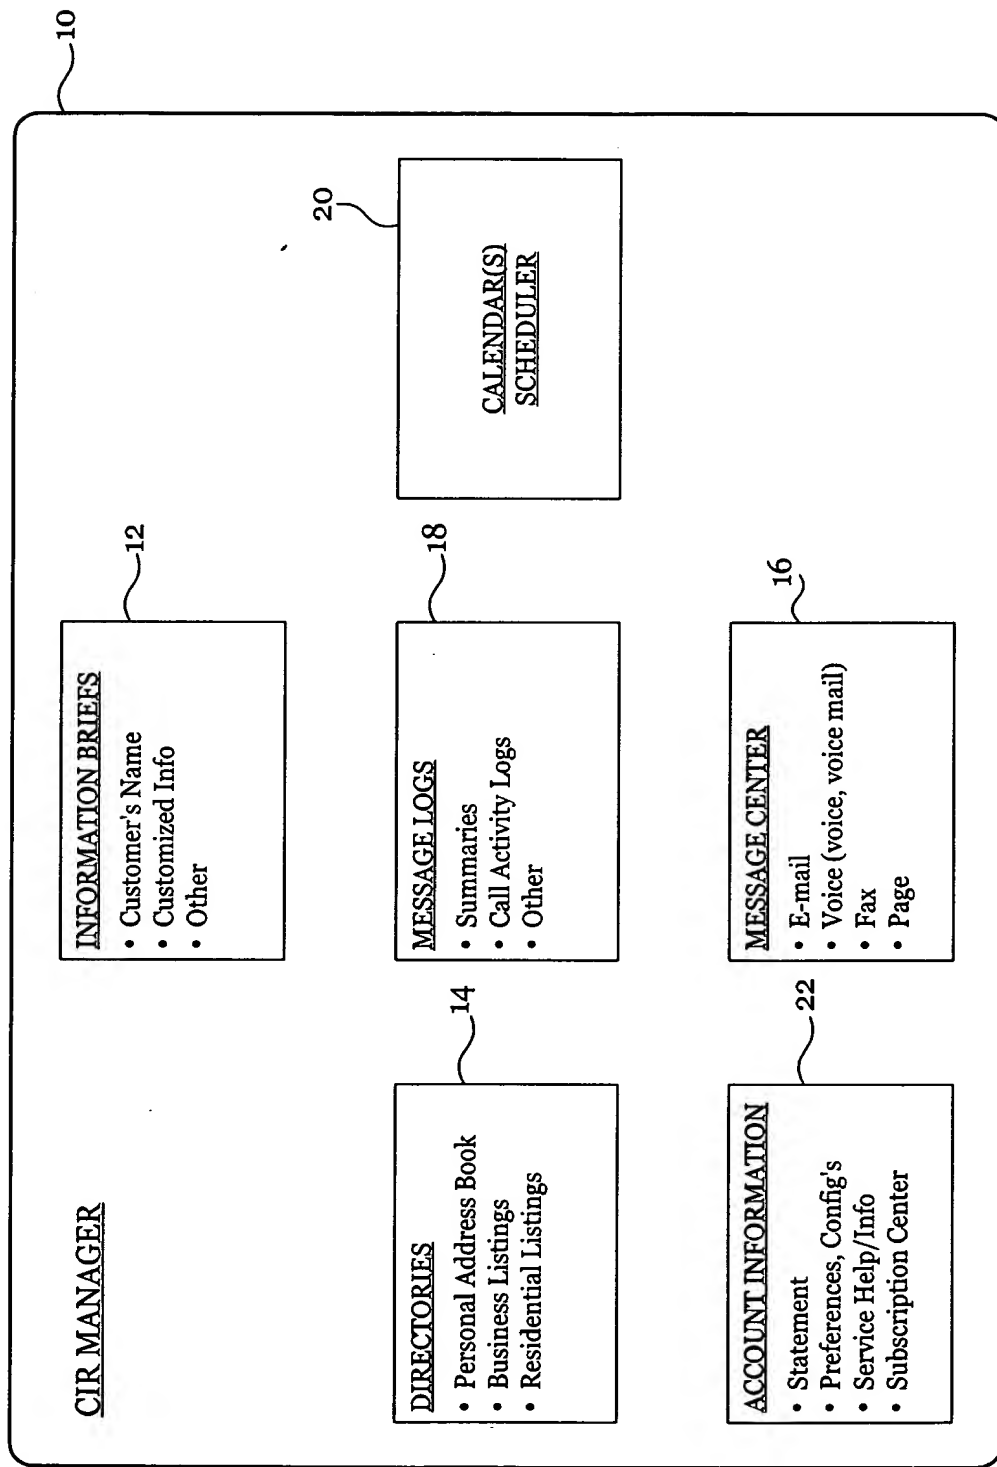 CIR MANAGER
10
INFORMATION BRIEFS
• Customer's Name
• Customized Info
• Other
12
DIRECTORIES
• Personal Address Book
• Business Listings
• Residential Listings
14
MESSAGE LOGS
• Summaries
• Call Activity Logs
• Other
18
CALENDAR(S)
SCHEDULER
20
ACCOUNT INFORMATION
• Statement
• Preferences, Config's
• Service Help/Info
• Subscription Center
22
MESSAGE CENTER
• E-mail
• Voice (voice, voice mail)
• Fax
• Page
16